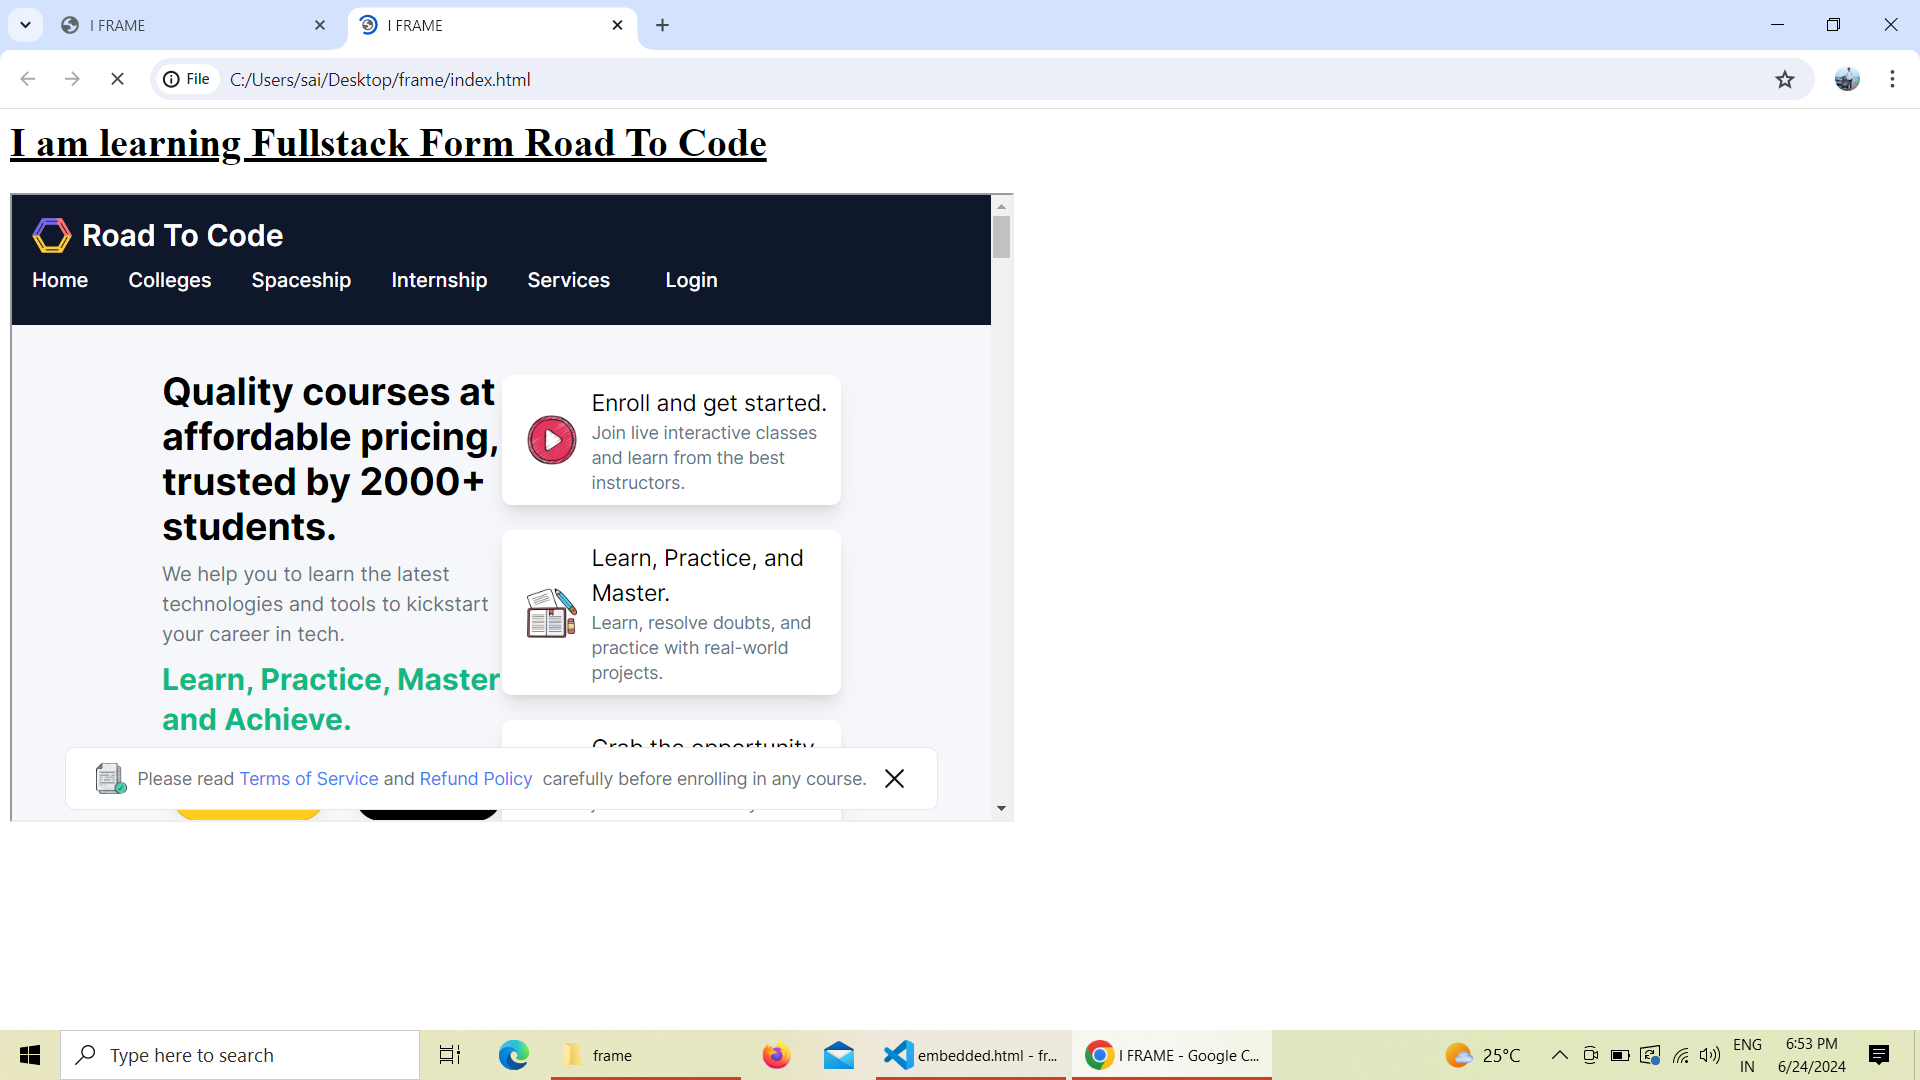 I FRAME
I FRAME
File
C:/Users/sai/Desktop/frame/index.html
I am learning Fullstack Form Road To Code
Road To Code
Home Colleges Spaceship Internship Services Login
Quality courses at
affordable pricing,
trusted by 2000+
students.
We help you to learn the latest
technologies and tools to kickstart
your career in tech.
Learn, Practice, Master
and Achieve.
Enroll and get started.
Join live interactive classes
and learn from the best
instructors.
Learn, Practice, and
Master.
Learn, resolve doubts, and
practice with real-world
projects.
Grab the opportunity
Please read Terms of Service and Refund Policy carefully before enrolling in any course.
Type here to search
frame
embedded.html - fr...
I FRAME - Google C...
25°C
ENG
IN
6:53 PM
6/24/2024